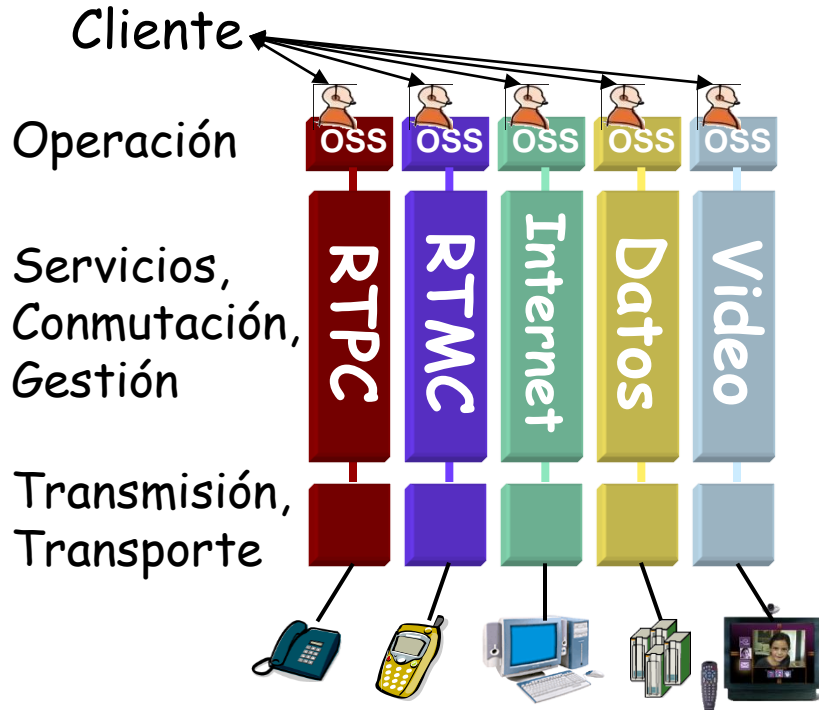 Cliente
Operación
OSS OSS OSS OSS OSS
Servicios,
Conmutación,
Gestión
RTPC
RTMC
Internet
Datos
Video
Transmisión,
Transporte